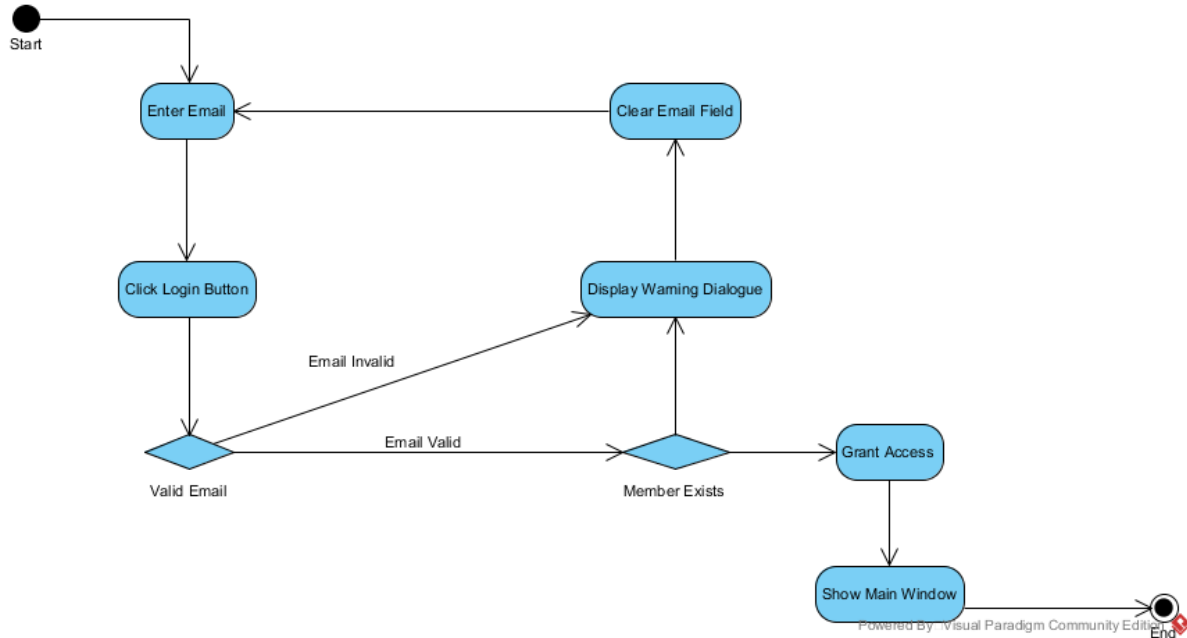 Start
Enter Email
Clear Email Field
Click Login Button
Display Warning Dialogue
Email Invalid
Email Valid
Valid Email
Member Exists
Grant Access
Show Main Window
Powered By Visual Paradigm Community Edition
End